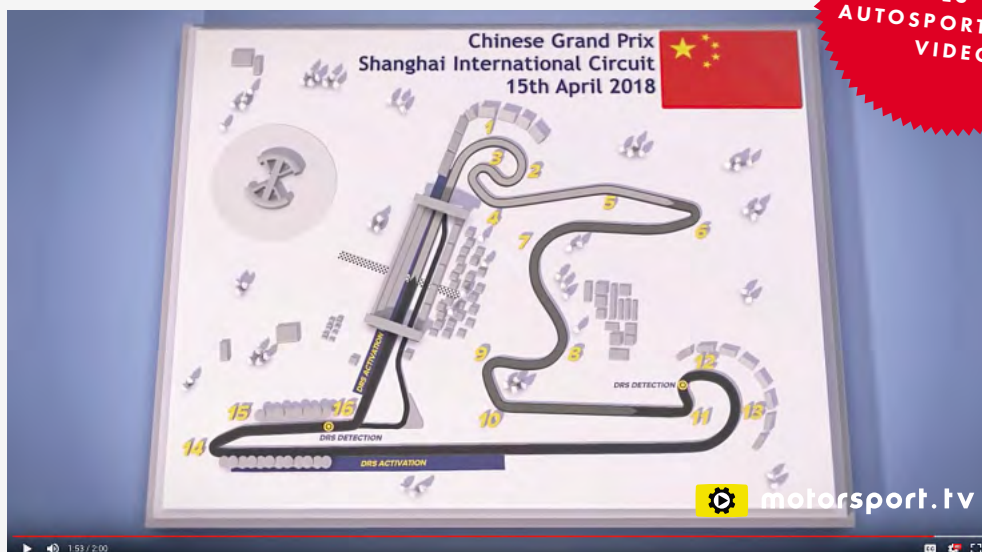 AUTOSPORT
VIDEO
Chinese Grand Prix
Shanghai International Circuit
15th April 2018
1
3
2
4
5
6
7
DRS ACTIVATION
9
8
12
DRS DETECTION
15
16
10
11
13
DRS DETECTION
14
DRS ACTIVATION
motorsport.tv
1:53 / 2:00
CC